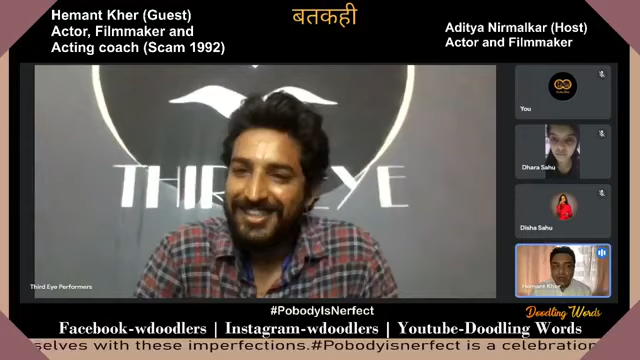 Hemant Kher (Guest)
Actor, Filmmaker and
Acting coach (Scam 1992)
बतकही
Aditya Nirmalkar (Host)
Actor and Filmmaker
THIR EYE
You
Dhara Sahu
Disha Sahu
Third Eye Performers
Hemant Kher
#PobodyIsNerfect
Doodling Words
Facebook-wdoodlers | Instagram-wdoodlers | Youtube-Doodling Words
selves with these imperfections.#Pobodyisnerfect is a celebration